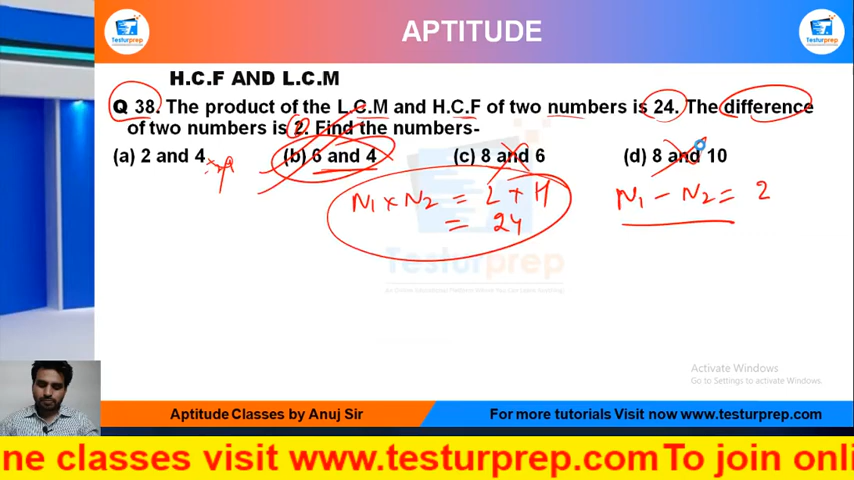 Testurprep
APTITUDE
Testurprep
H.C.F AND L.C.M
Q 38. The product of the L.C.M and H.C.F of two numbers is 24. The difference
of two numbers is 2. Find the numbers-
(a) 2 and 4 (b) 6 and 4 (c) 8 and 6 (d) 8 and 10
N1 × N2 = L + H
= 24
N1 - N2 = 2
Testurprep
Activate Windows
Go to Settings to activate Windows.
Aptitude Classes by Anuj Sir
For more tutorials Visit now www.testurprep.com
ne classes visit www.testurprep.com To join onli